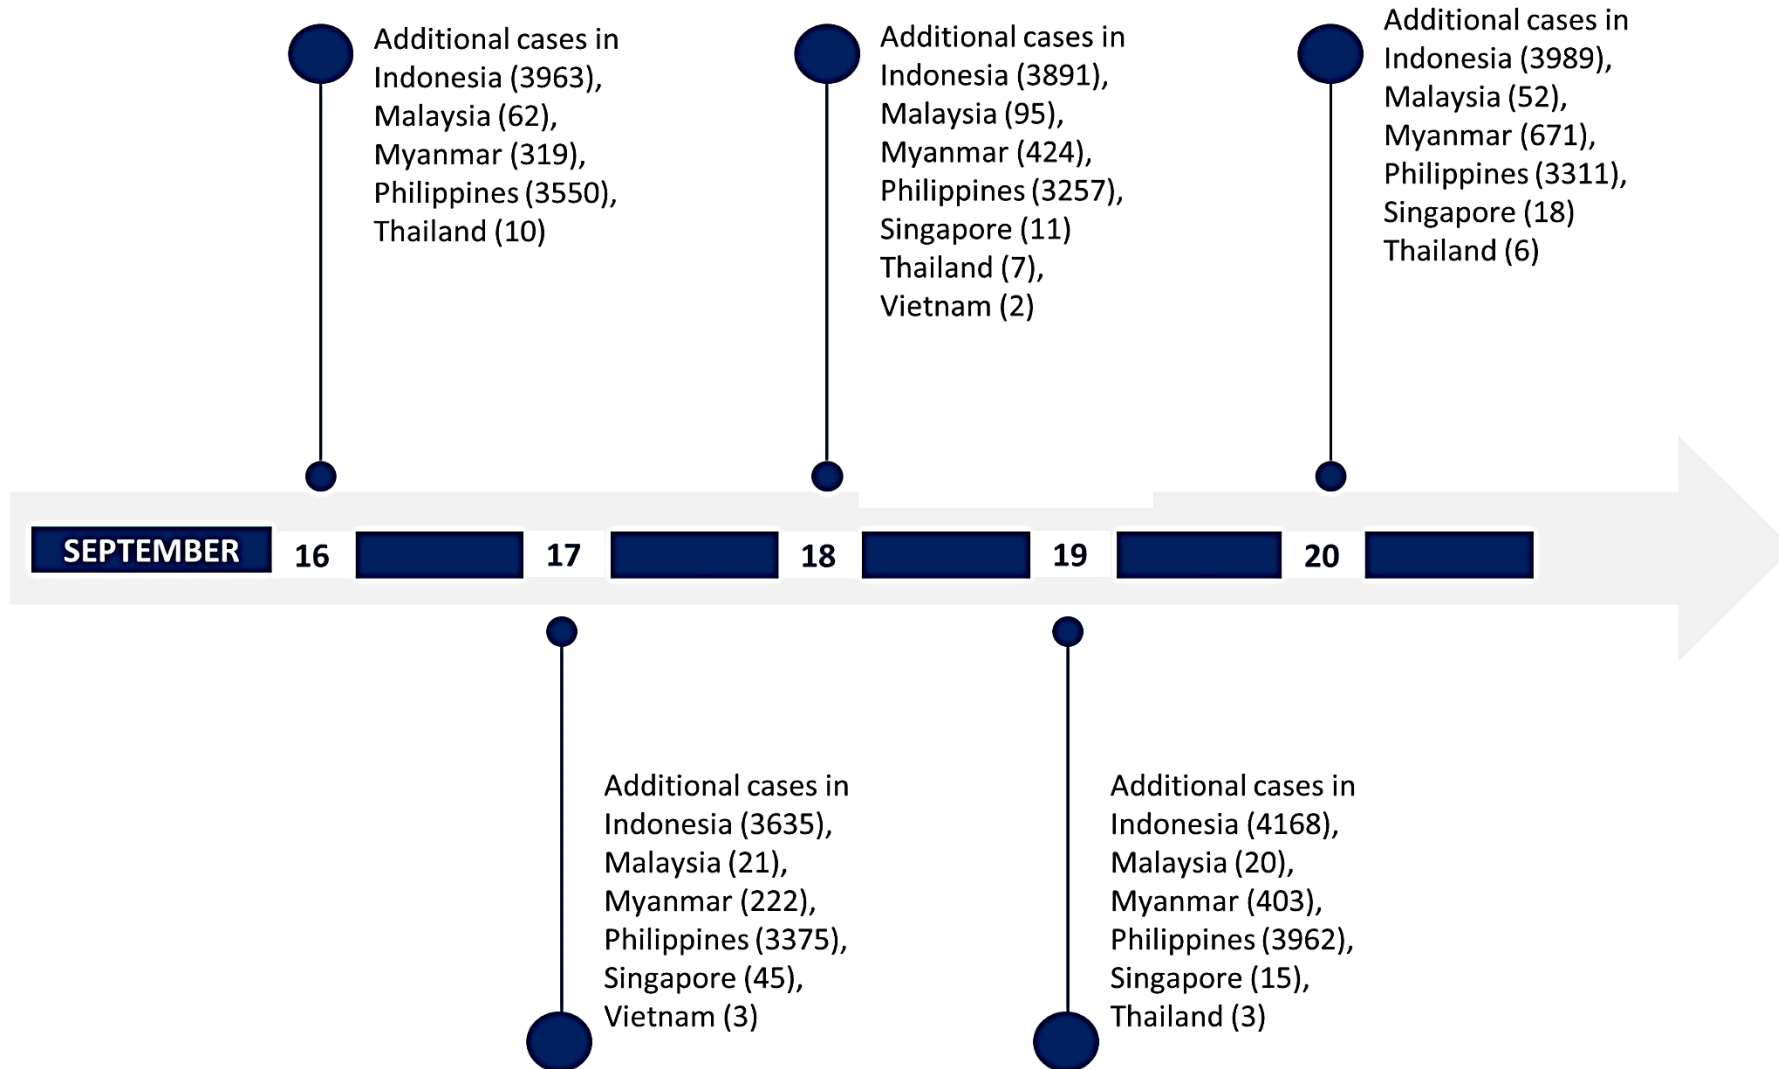 Additional cases in
Indonesia (3963),
Malaysia (62),
Myanmar (319),
Philippines (3550),
Thailand (10)
Additional cases in
Indonesia (3891),
Malaysia (95),
Myanmar (424),
Philippines (3257),
Singapore (11)
Thailand (7),
Vietnam (2)
Additional cases in
Indonesia (3989),
Malaysia (52),
Myanmar (671),
Philippines (3311),
Singapore (18)
Thailand (6)
SEPTEMBER 16 17 18 19 20
Additional cases in
Indonesia (3635),
Malaysia (21),
Myanmar (222),
Philippines (3375),
Singapore (45),
Vietnam (3)
Additional cases in
Indonesia (4168),
Malaysia (20),
Myanmar (403),
Philippines (3962),
Singapore (15),
Thailand (3)